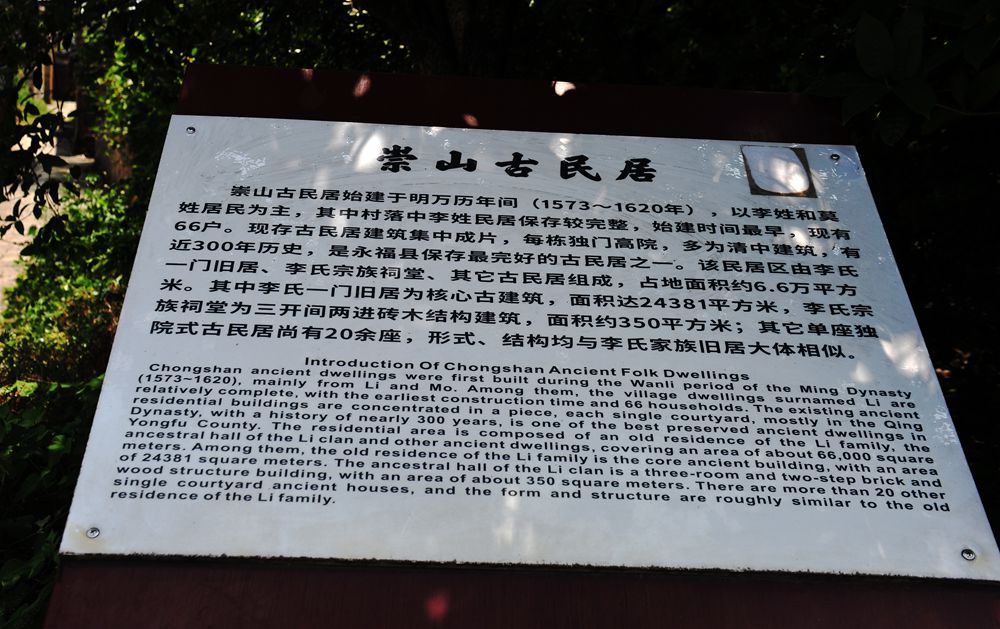 崇山古民居
崇山古民居始建于明万历年间（1573～1620年），以李姓和莫
姓居民为主，其中村落中李姓民居保存较完整，始建时间最早，现有
66户。现存古民居建筑集中成片，每栋独门高院，多为清中建筑，有
近300年历史，是永福县保存最完好的古民居之一。该民居区由李氏
一门旧居、李氏宗族祠堂、其它古民居组成，占地面积约6.6万平方
米。其中李氏一门旧居为核心古建筑，面积达24381平方米，李氏宗
族祠堂为三开间两进砖木结构建筑，面积约350平方米；其它单座独
院式古民居尚有20余座，形式、结构均与李氏家族旧居大体相似。
Introduction Of Chongshan Ancient Folk Dwellings
Chongshan ancient dwellings were first built during the Wanli period of the Ming Dynasty
(1573~1620), mainly from Li and Mo. Among them, the village dwellings surnamed Li are
relatively complete, with the earliest construction time and 66 households. The existing ancient
residential buildings are concentrated in a piece, each single courtyard, mostly in the Qing
Dynasty, with a history of nearly 300 years, is one of the best preserved ancient dwellings in
Yongfu County. The residential area is composed of an old residence of the Li family, the
ancestral hall of the Li clan and other ancient dwellings, covering an area of about 66,000 square
meters. Among them, the old residence of the Li family is the core ancient building, with an area
of 24381 square meters. The ancestral hall of the Li clan is a three-room and two-step brick and
wood structure building, with an area of about 350 square meters. There are more than 20 other
single courtyard ancient houses, and the form and structure are roughly similar to the old
residence of the Li family.